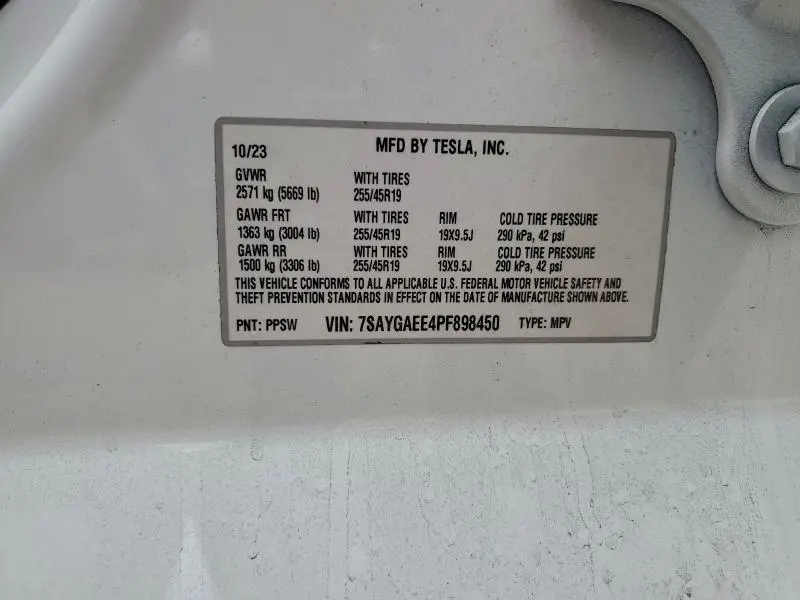 MFD BY TESLA, INC.
10/23
GVWR WITH TIRES
2571 kg (5669 lb) 255/45R19
GAWR FRT WITH TIRES RIM COLD TIRE PRESSURE
1363 kg (3004 lb) 255/45R19 19X9.5J 290 kPa, 42 psi
GAWR RR WITH TIRES RIM COLD TIRE PRESSURE
1500 kg (3306 lb) 255/45R19 19X9.5J 290 kPa, 42 psi
THIS VEHICLE CONFORMS TO ALL APPLICABLE U.S. FEDERAL MOTOR VEHICLE SAFETY AND
THEFT PREVENTION STANDARDS IN EFFECT ON THE DATE OF MANUFACTURE SHOWN ABOVE.
PNT: PPSW VIN: 7SAYGAEE4PF898450 TYPE: MPV